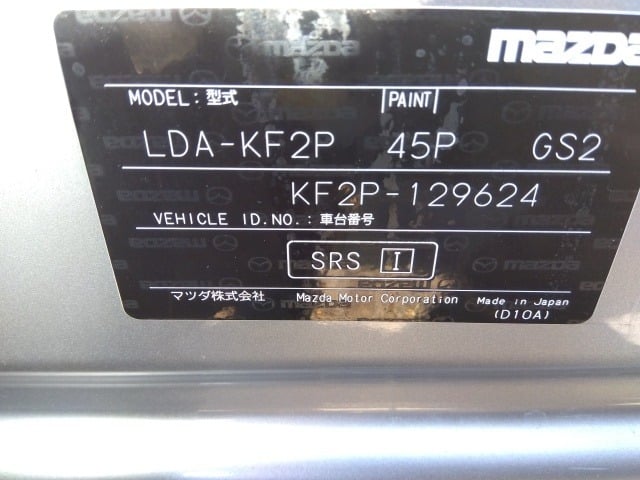 mazda
MODEL:型式 PAINT
LDA-KF2P 45P GS2
KF2P-129624
VEHICLE ID.NO.:車台番号
SRS I
マツダ株式会社 Mazda Motor Corporation Made in Japan
(D10A)